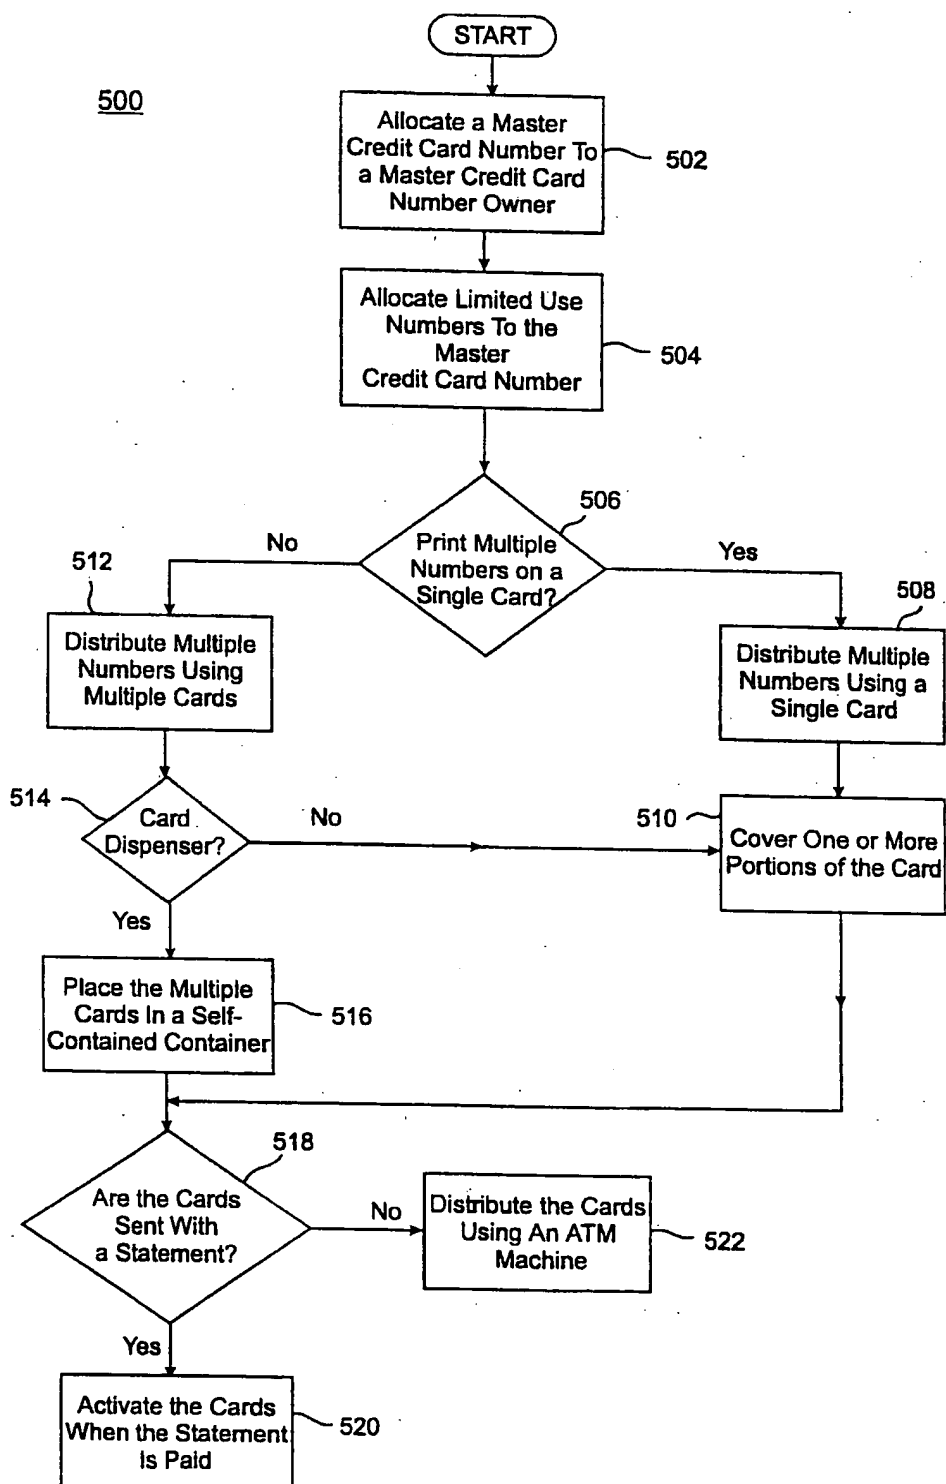 START
500
Allocate a Master
Credit Card Number To
a Master Credit Card
Number Owner
502
Allocate Limited Use
Numbers To the
Master
Credit Card Number
504
506
Print Multiple
Numbers on a
Single Card?
No
Yes
512
508
Distribute Multiple
Numbers Using
Multiple Cards
Distribute Multiple
Numbers Using a
Single Card
514
Card
Dispenser?
No
510
Cover One or More
Portions of the Card
Yes
Place the Multiple
Cards In a Self-
Contained Container
516
518
Are the Cards
Sent With
a Statement?
No
Distribute the Cards
Using An ATM
Machine
522
Yes
Activate the Cards
When the Statement
Is Paid
520